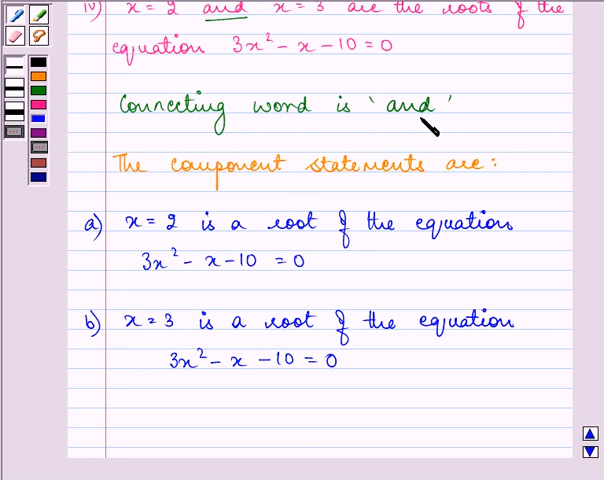 iv) x = 2 and x = 3 are the roots of the
equation 3x² - x - 10 = 0
Connecting word is 'and'
The component statements are:
a) x = 2 is a root of the equation
3x² - x - 10 = 0
b) x = 3 is a root of the equation
3x² - x - 10 = 0